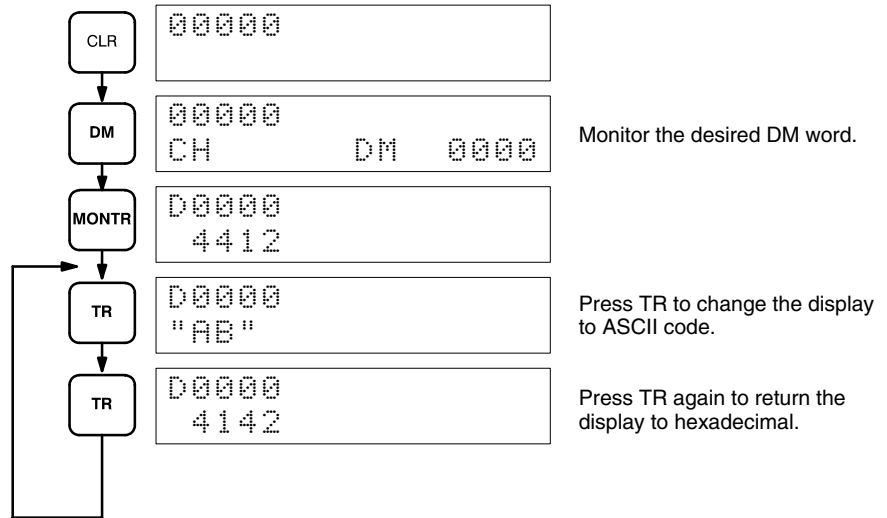 CLR
00000
DM
00000
CH DM 0000
Monitor the desired DM word.
MONTR
D0000
4412
TR
D0000
"AB"
Press TR to change the display
to ASCII code.
TR
D0000
4142
Press TR again to return the
display to hexadecimal.